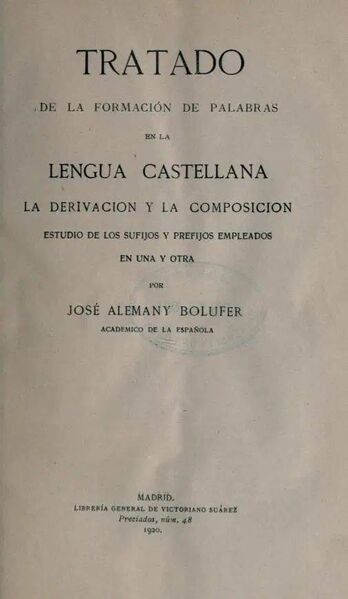 TRATADO
DE LA FORMACIÓN DE PALABRAS
EN LA
LENGUA CASTELLANA
LA DERIVACION Y LA COMPOSICION
ESTUDIO DE LOS SUFIJOS Y PREFIJOS EMPLEADOS
EN UNA Y OTRA
POR
JOSÉ ALEMANY BOLUFER
ACADEMICO DE LA ESPAÑOLA
MADRID.
LIBRERÍA GENERAL DE VICTORIANO SUÁREZ
Preciados, núm. 48
1920.